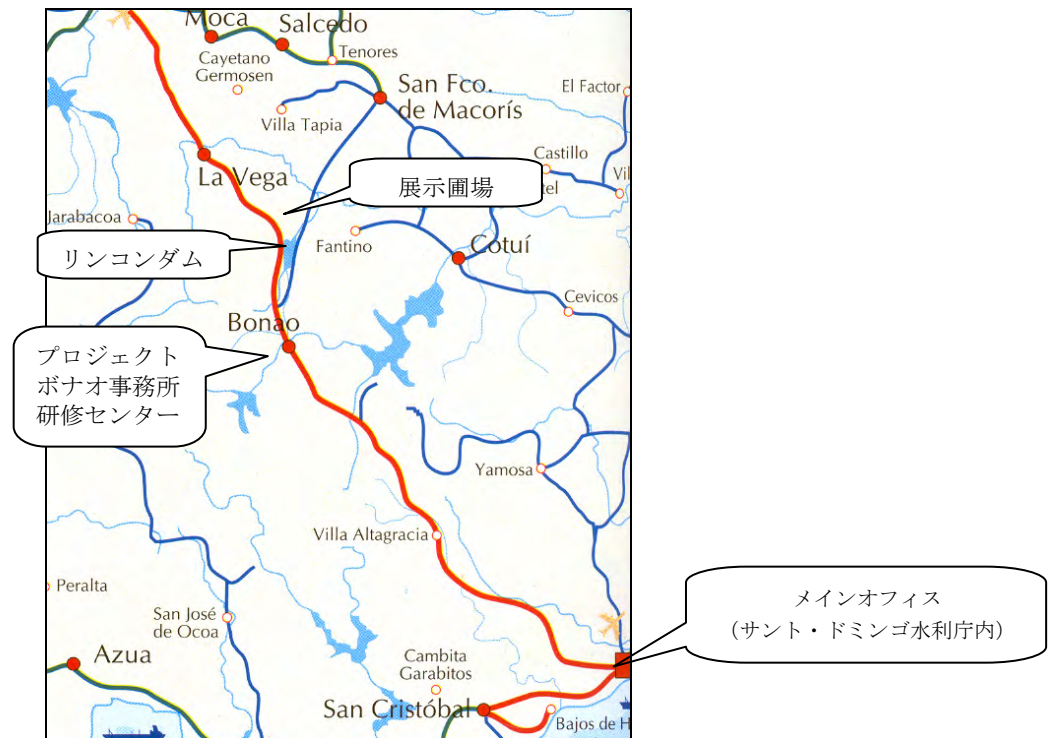 Moca
Salcedo
Tenores
Cayetano
Germosen
San Fco.
de Macorís
El Factor
Villa Tapia
Castillo
La Vega
展示圃場
Jarabacoa
リンコンダム
Fantino
Cotuí
Cevicos
Bonao
プロジェクト
ボナオ事務所
研修センター
Yamosa
Villa Altagracia
Peralta
メインオフィス
(サント・ドミンゴ水利庁内)
San José
de Ocoa
Azua
Cambita
Garabitos
San Cristóbal
Bajos de H